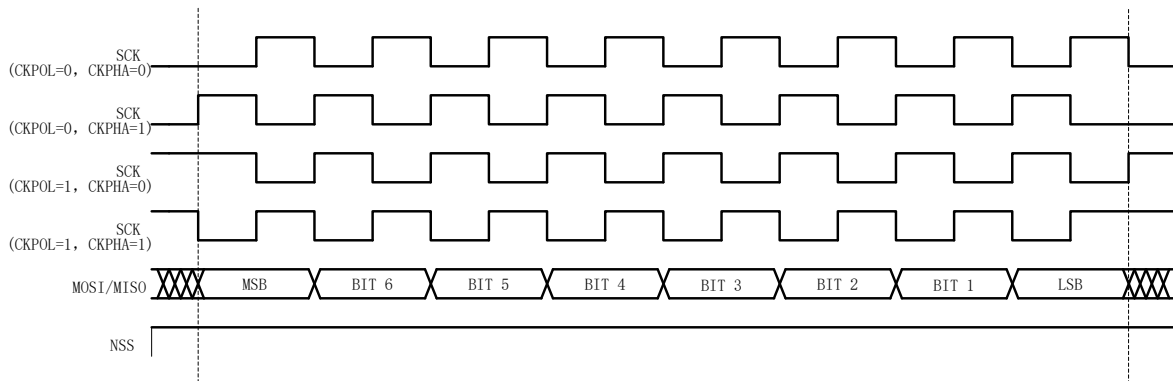 SCK
(CKPOL=0, CKPHA=0)
SCK
(CKPOL=0, CKPHA=1)
SCK
(CKPOL=1, CKPHA=0)
SCK
(CKPOL=1, CKPHA=1)
MOSI/MISO MSB BIT 6 BIT 5 BIT 4 BIT 3 BIT 2 BIT 1 LSB
NSS